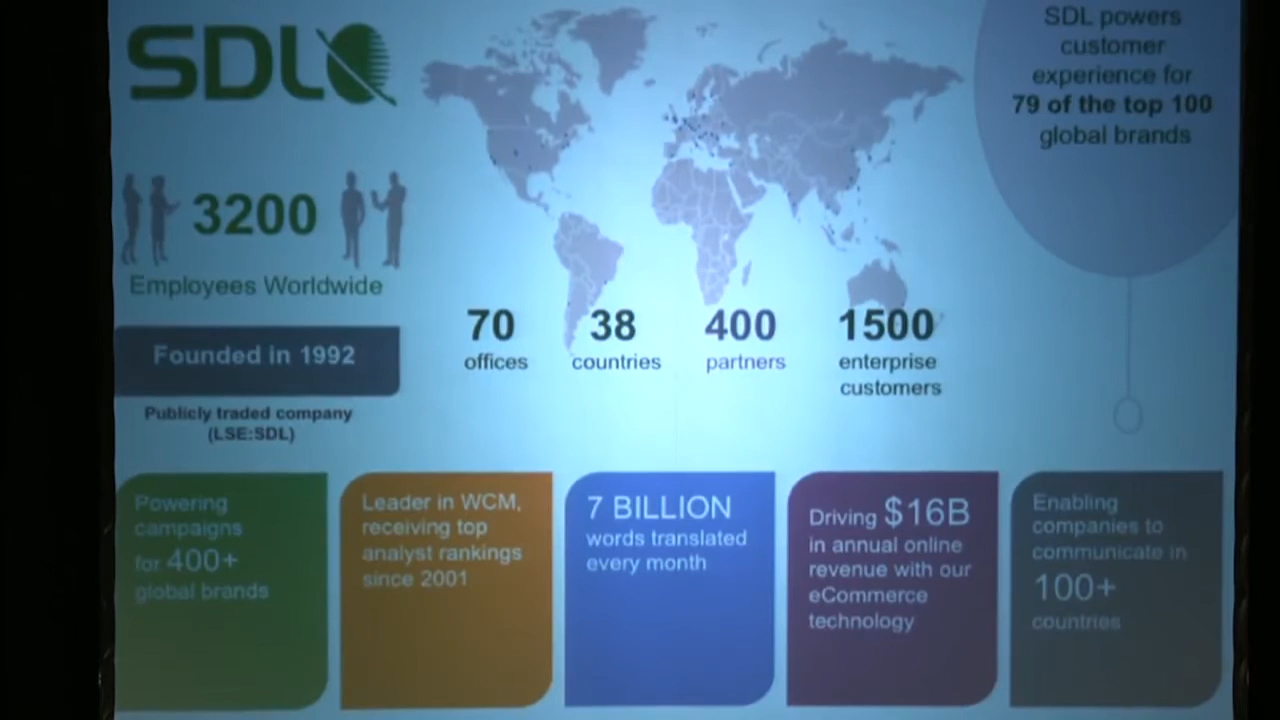 SDL
SDL powers
customer
experience for
79 of the top 100
global brands
3200
Employees Worldwide
Founded in 1992
Publicly traded company
(LSE:SDL)
70
offices
38
countries
400
partners
1500
enterprise
customers
Powering
campaigns
for 400+
global brands
Leader in WCM,
receiving top
analyst rankings
since 2001
7 BILLION
words translated
every month
Driving $16B
in annual online
revenue with our
eCommerce
technology
Enabling
companies to
communicate in
100+
countries